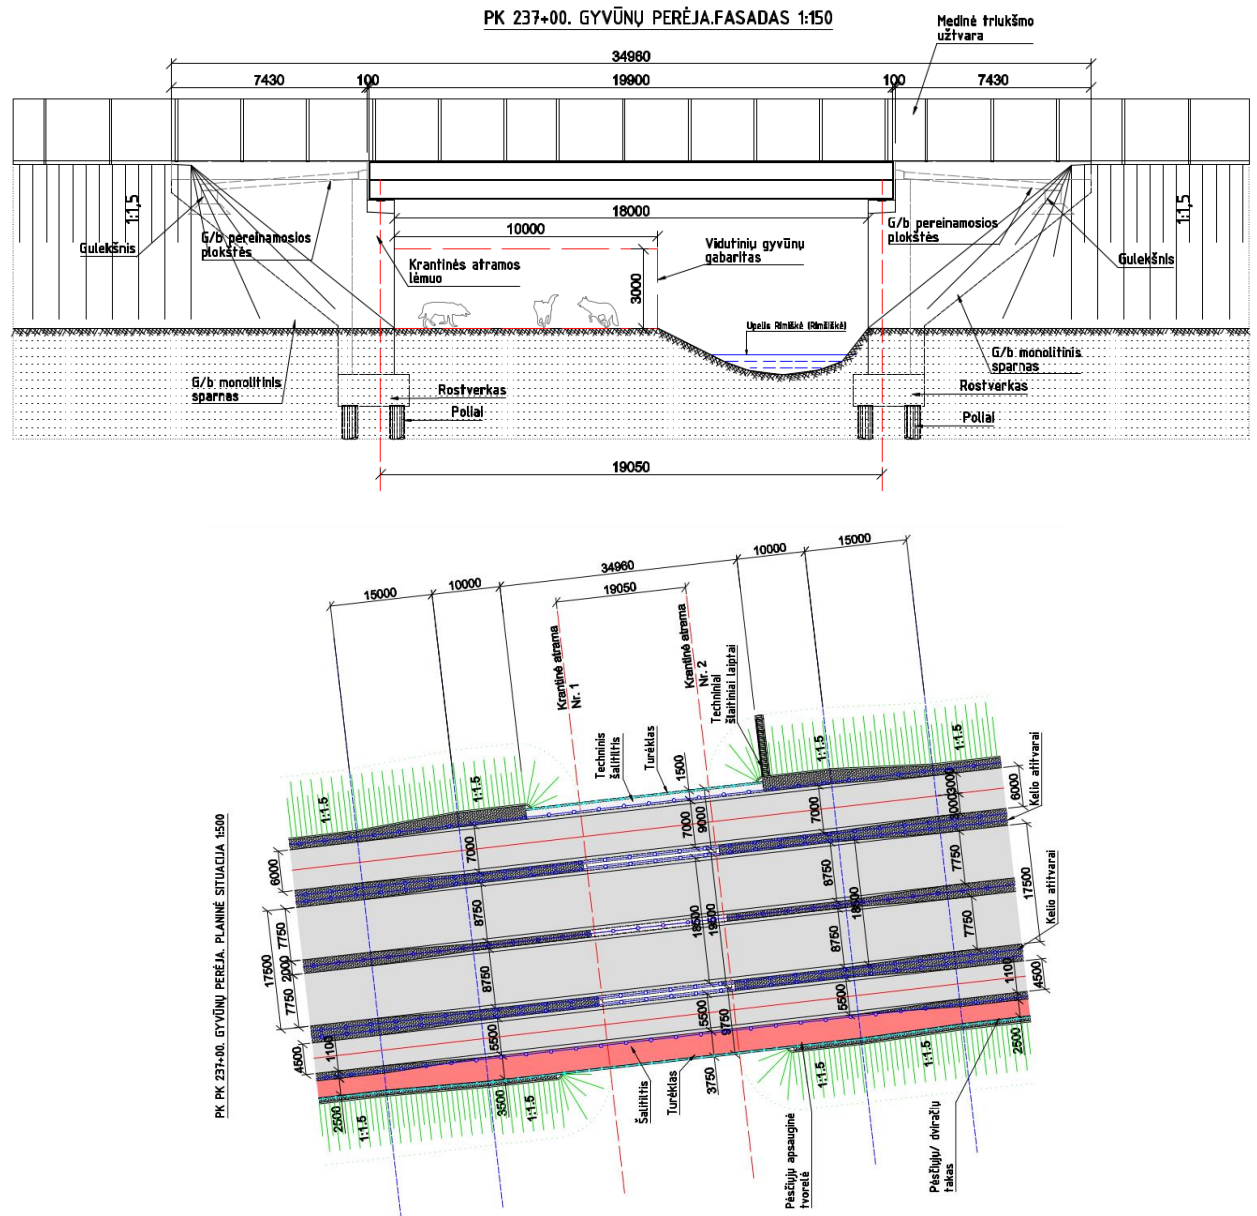 PK 237+00. GYVŪNŲ PERĖJA.FASADAS 1:150
Medinė triukšmo
užtvara
34960
7430
100
19900
100
7430
1:1,5
1:1,5
Gulekšnis
G/b pereinamosios
plokštės
Krantinės atramos
lėmuo
18000
10000
3000
Vidutinių gyvūnų
gabaritas
G/b pereinamosios
plokštės
Gulekšnis
Upelis Rimiškė (Rimšiškė)
G/b monolitinis
sparnas
Rostverkas
Poliai
G/b monolitinis
sparnas
Rostverkas
Poliai
19050
PK PK 237+00. GYVŪNŲ PERĖJA. PLANINĖ SITUACIJA 1:500
15000
10000
34960
10000
15000
19050
Krantinė atrama
Nr. 1
Krantinė atrama
Nr. 2
Techniniai
šlaitiniai laiptai
Techninis
šalitiltis
Turėklas
1500
1:1.5
1:1.5
1:1.5
1:1.5
Kelio atitvarai
Kelio atitvarai
6000
7000
7000
9000
7000
3000
3000
6000
17500
7750
2000
7750
8750
8750
18500
19500
8750
8750
18500
7750
7750
17500
4500
1100
5500
5500
9750
5500
1100
4500
2500
3500
3750
2500
1:1.5
1:1.5
1:1.5
1:1.5
Šalitiltis
Turėklas
Pėsčiųjų apsauginė
tvorelė
Pėsčiųjų/ dviračių
takas